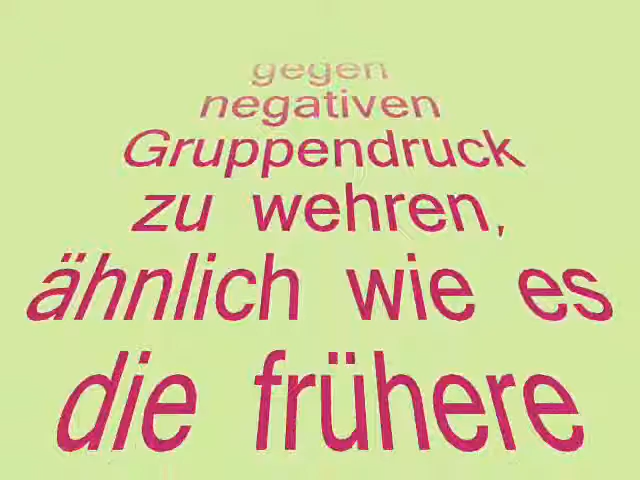 gegen
negativen
Gruppendruck
zu wehren,
ähnlich wie es
die frühere